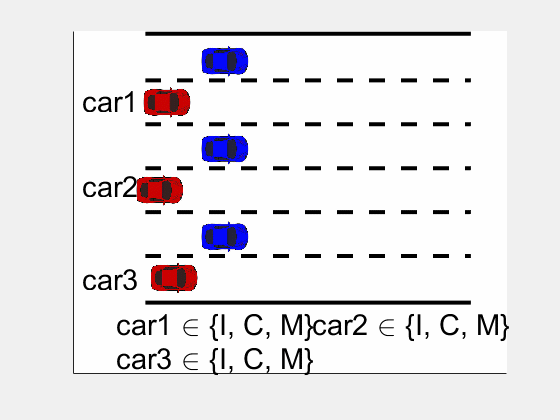 car1
car2
car3
car1 ∈ {I, C, M}car2 ∈ {I, C, M}
car3 ∈ {I, C, M}